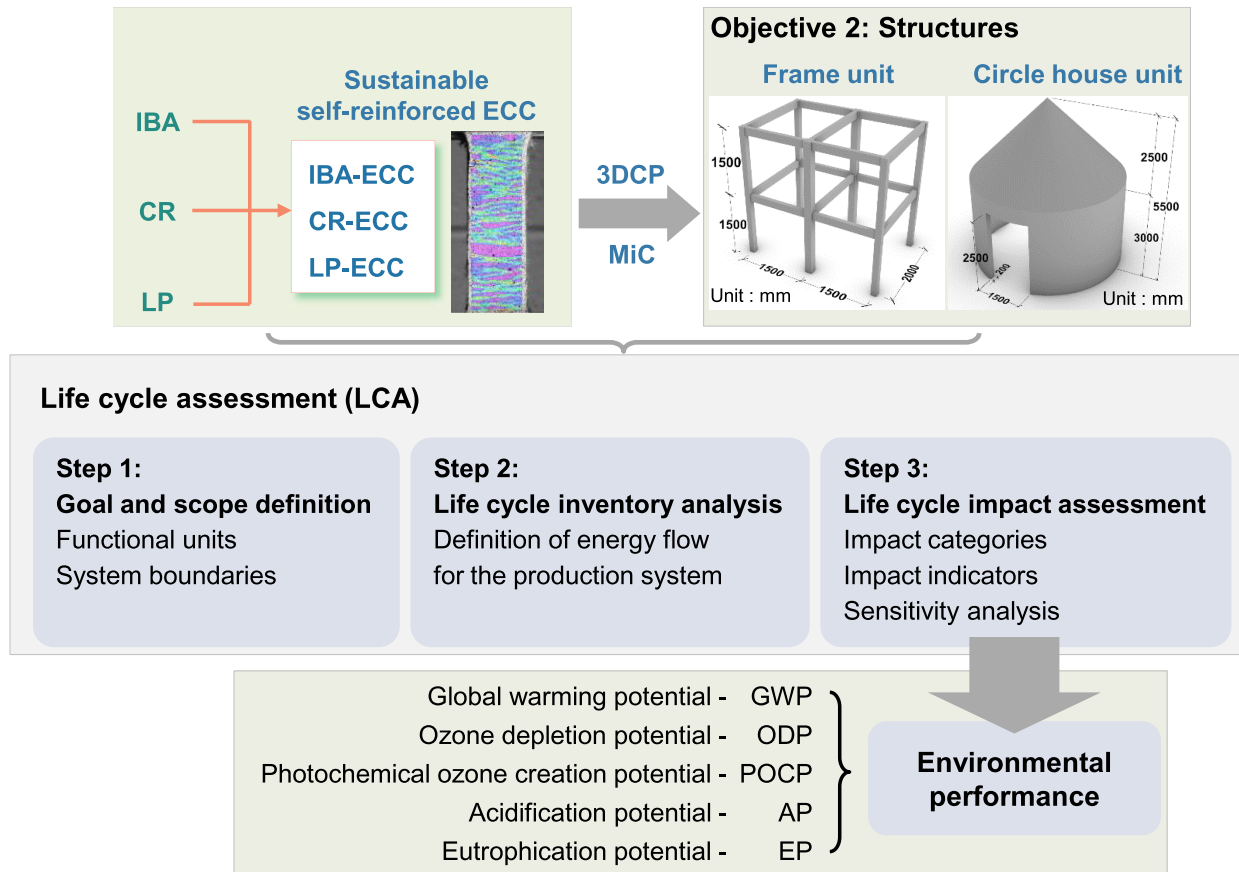 Sustainable
self-reinforced ECC
IBA
CR
LP
IBA-ECC
CR-ECC
LP-ECC
3DCP
MiC
Objective 2: Structures
Frame unit
1500
1500
1500
1500
2000
Unit : mm
Circle house unit
2500
5500
3000
2500
200
1500
Unit : mm
Life cycle assessment (LCA)
Step 1:
Goal and scope definition
Functional units
System boundaries
Step 2:
Life cycle inventory analysis
Definition of energy flow
for the production system
Step 3:
Life cycle impact assessment
Impact categories
Impact indicators
Sensitivity analysis
Global warming potential - GWP
Ozone depletion potential - ODP
Photochemical ozone creation potential - POCP
Acidification potential - AP
Eutrophication potential - EP
Environmental
performance